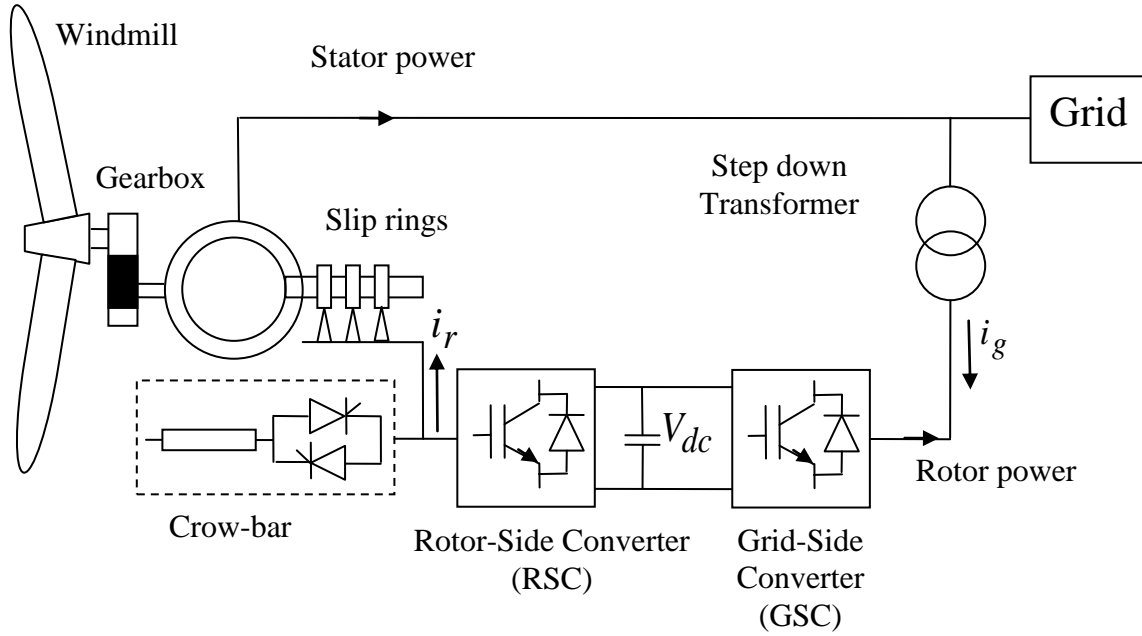 Windmill
Stator power
Grid
Gearbox
Step down
Transformer
Slip rings
i_r
i_g
V_dc
Rotor power
Crow-bar
Rotor-Side Converter
(RSC)
Grid-Side
Converter
(GSC)